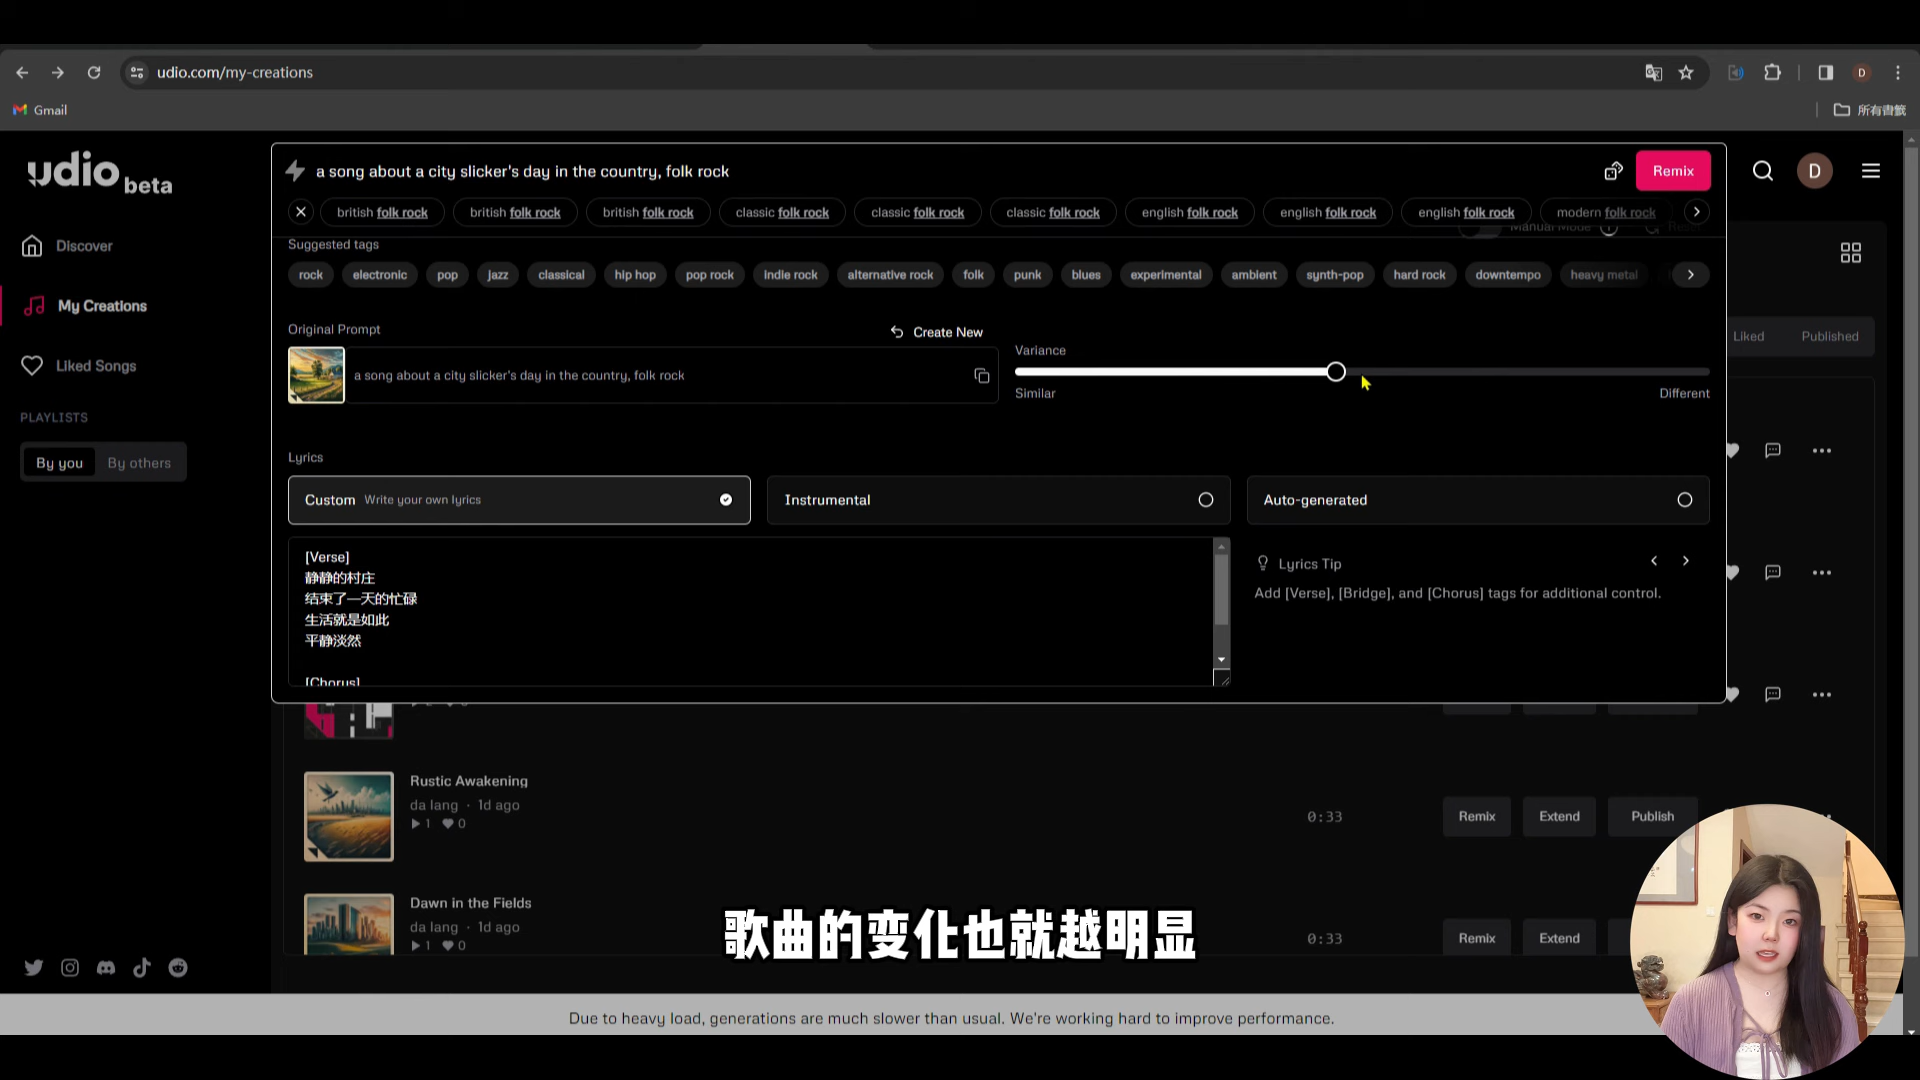 udio.com/my-creations
Gmail
所有書籤
udio beta
a song about a city slicker's day in the country, folk rock
Remix
D
british folk rock
british folk rock
british folk rock
classic folk rock
classic folk rock
classic folk rock
english folk rock
english folk rock
english folk rock
modern folk rock
Manual Mode
Suggested tags
rock
electronic
pop
jazz
classical
hip hop
pop rock
indie rock
alternative rock
folk
punk
blues
experimental
ambient
synth-pop
hard rock
downtempo
heavy metal
Discover
My Creations
Liked Songs
PLAYLISTS
By you
By others
Original Prompt
Create New
a song about a city slicker's day in the country, folk rock
Variance
Similar
Different
Liked
Published
Lyrics
Custom Write your own lyrics
Instrumental
Auto-generated
[Verse]
静静的村庄
结束了一天的忙碌
生活就是如此
平静淡然
[Chorus]
Lyrics Tip
Add [Verse], [Bridge], and [Chorus] tags for additional control.
Rustic Awakening
da lang · 1d ago
1 0
0:33
Remix
Extend
Publish
Dawn in the Fields
da lang · 1d ago
1 0
0:33
Remix
Extend
歌曲的变化也就越明显
Due to heavy load, generations are much slower than usual. We're working hard to improve performance.